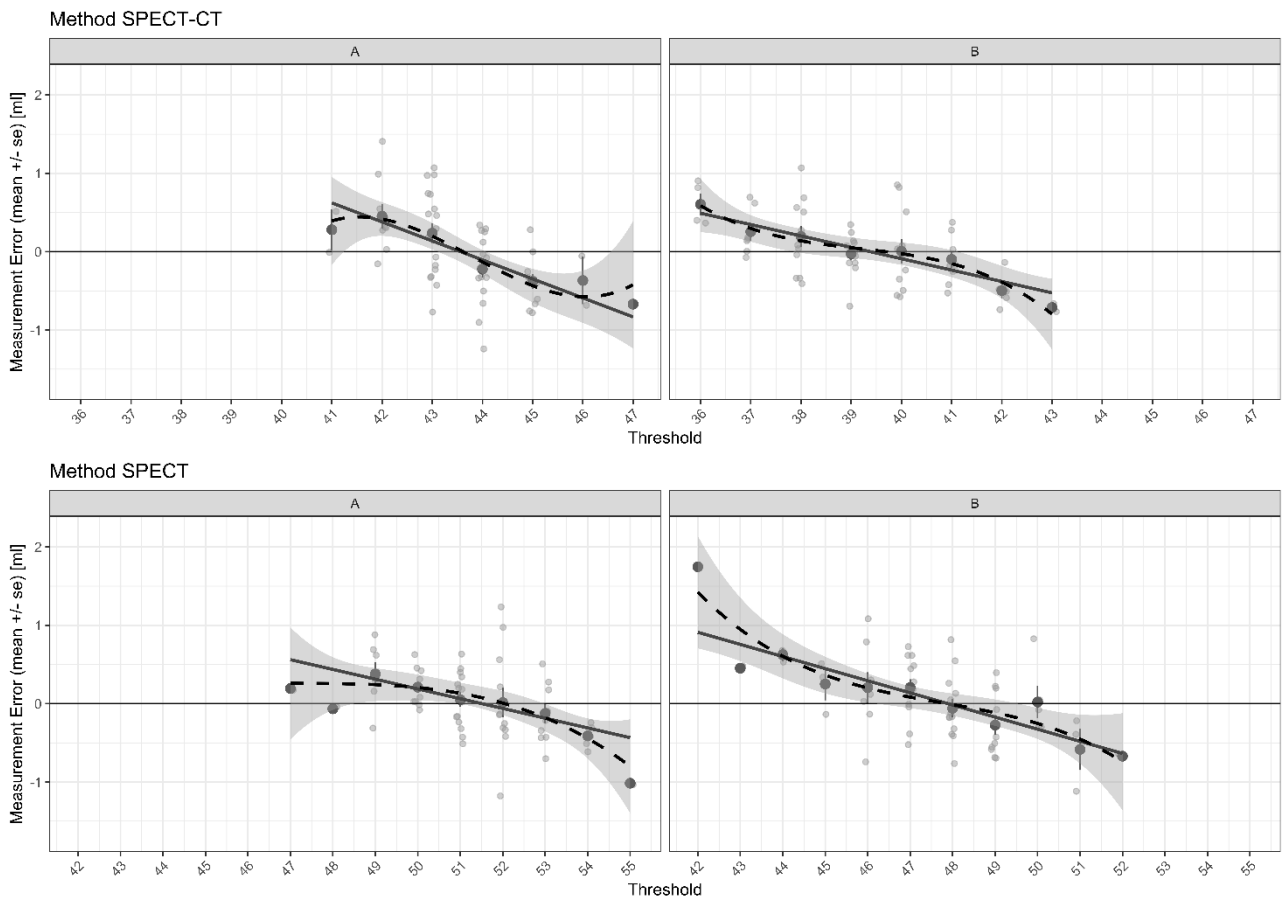 Method SPECT-CT
A B
Measurement Error (mean +/- se) [ml]
2
1
0
-1
36 37 38 39 40 41 42 43 44 45 46 47 36 37 38 39 40 41 42 43 44 45 46 47
Threshold
Method SPECT
A B
Measurement Error (mean +/- se) [ml]
2
1
0
-1
42 43 44 45 46 47 48 49 50 51 52 53 54 55 42 43 44 45 46 47 48 49 50 51 52 53 54 55
Threshold